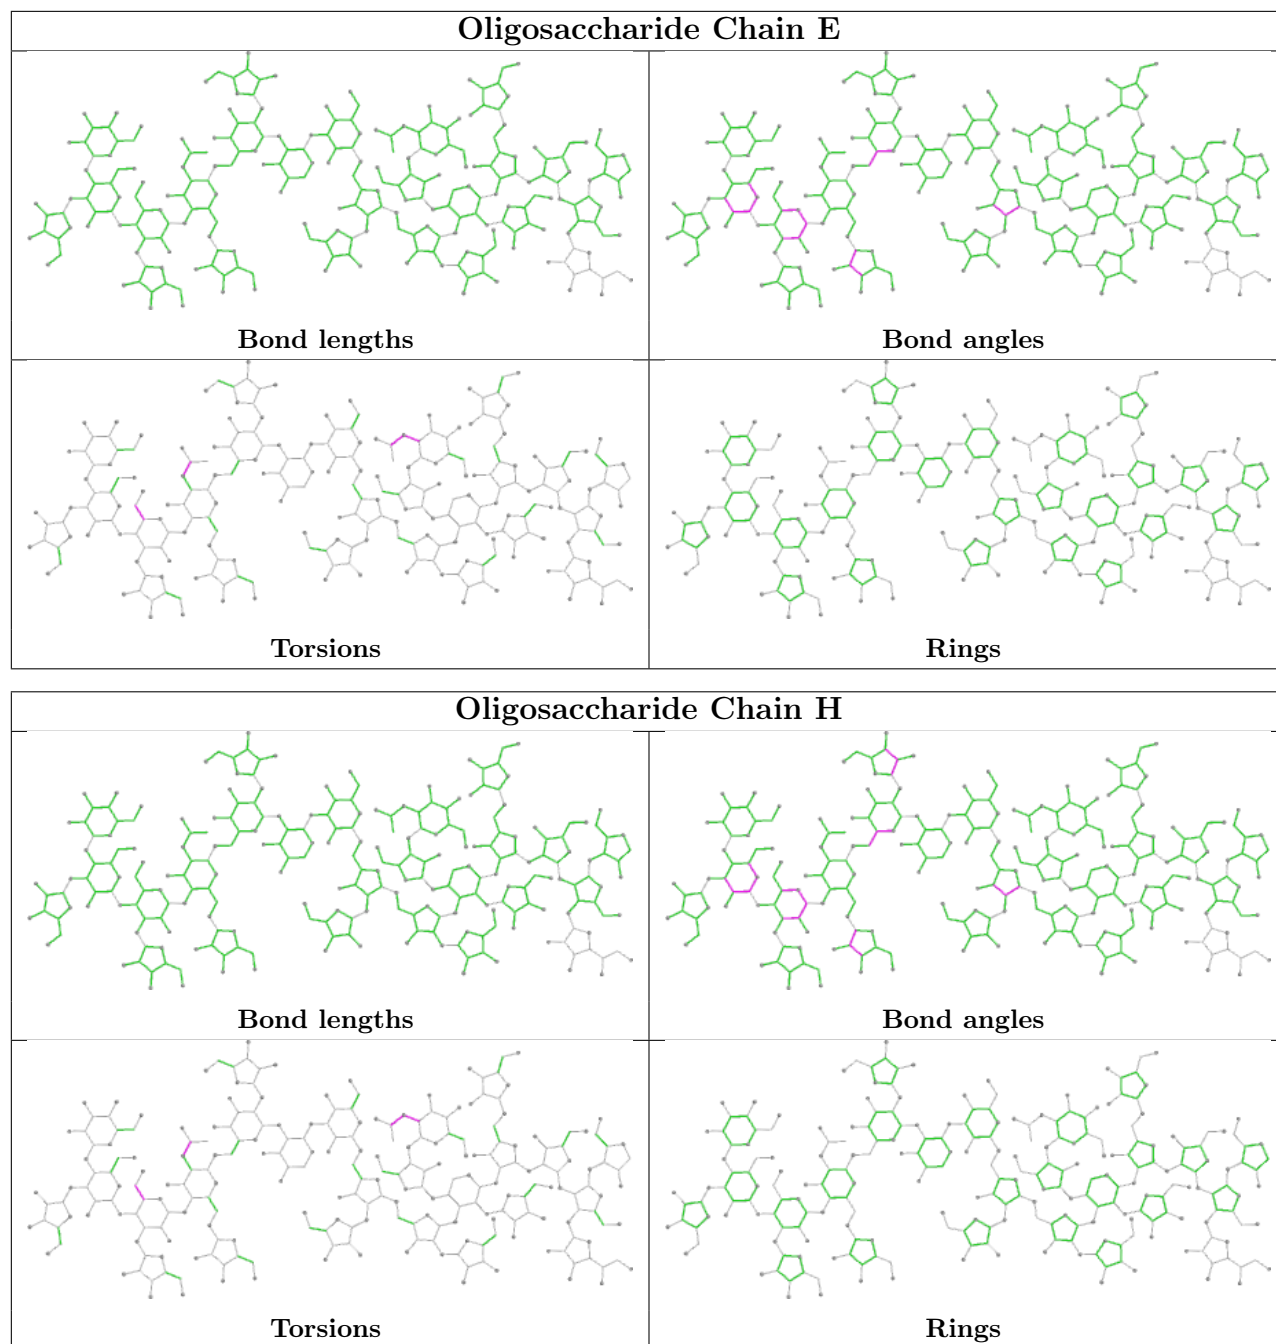 Oligosaccharide Chain E
Bond lengths
Bond angles
Torsions
Rings
Oligosaccharide Chain H
Bond lengths
Bond angles
Torsions
Rings